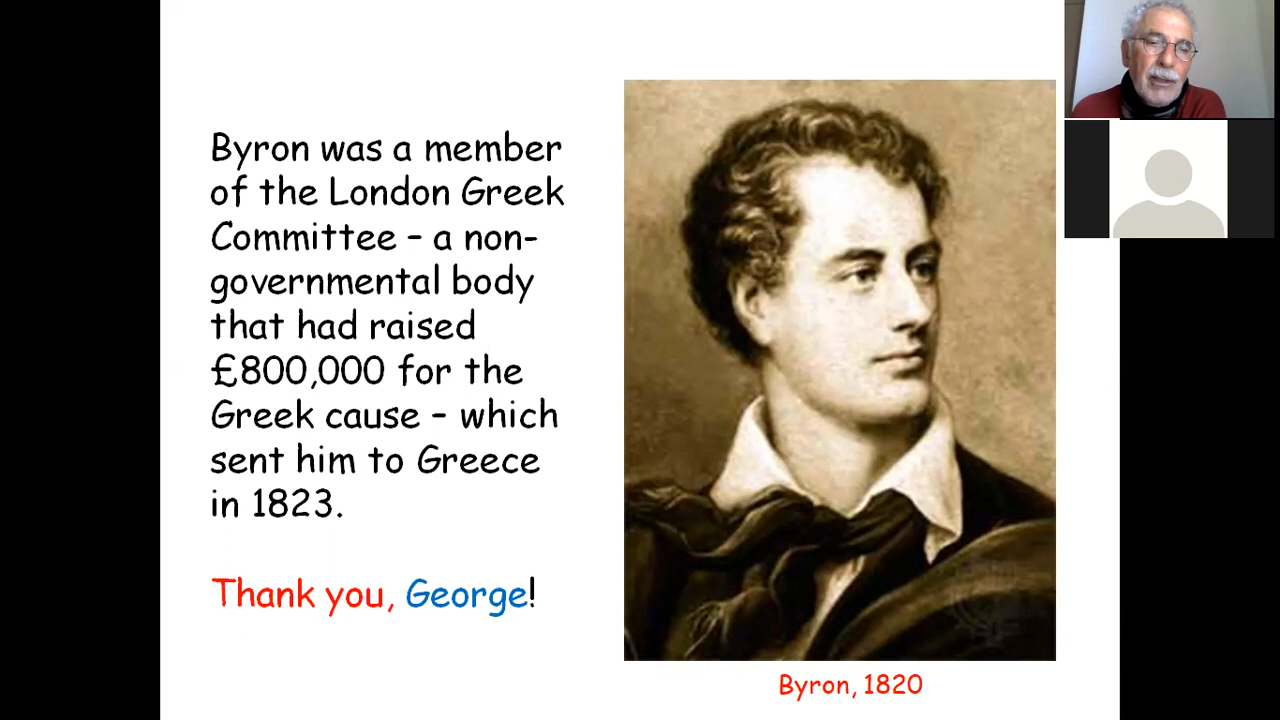 Byron was a member
of the London Greek
Committee – a non-
governmental body
that had raised
£800,000 for the
Greek cause – which
sent him to Greece
in 1823.
Thank you, George!
Byron, 1820